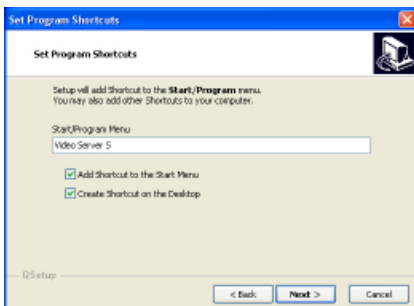 Set Program Shortcuts
Set Program Shortcuts
Setup will add Shortcut to the Start/Program menu.
You may also add other Shortcuts to your computer.
Start/Program Menu
Video Server S
Add Shortcut to the Start Menu
Create Shortcut on the Desktop
QSetup
< Back
Next >
Cancel